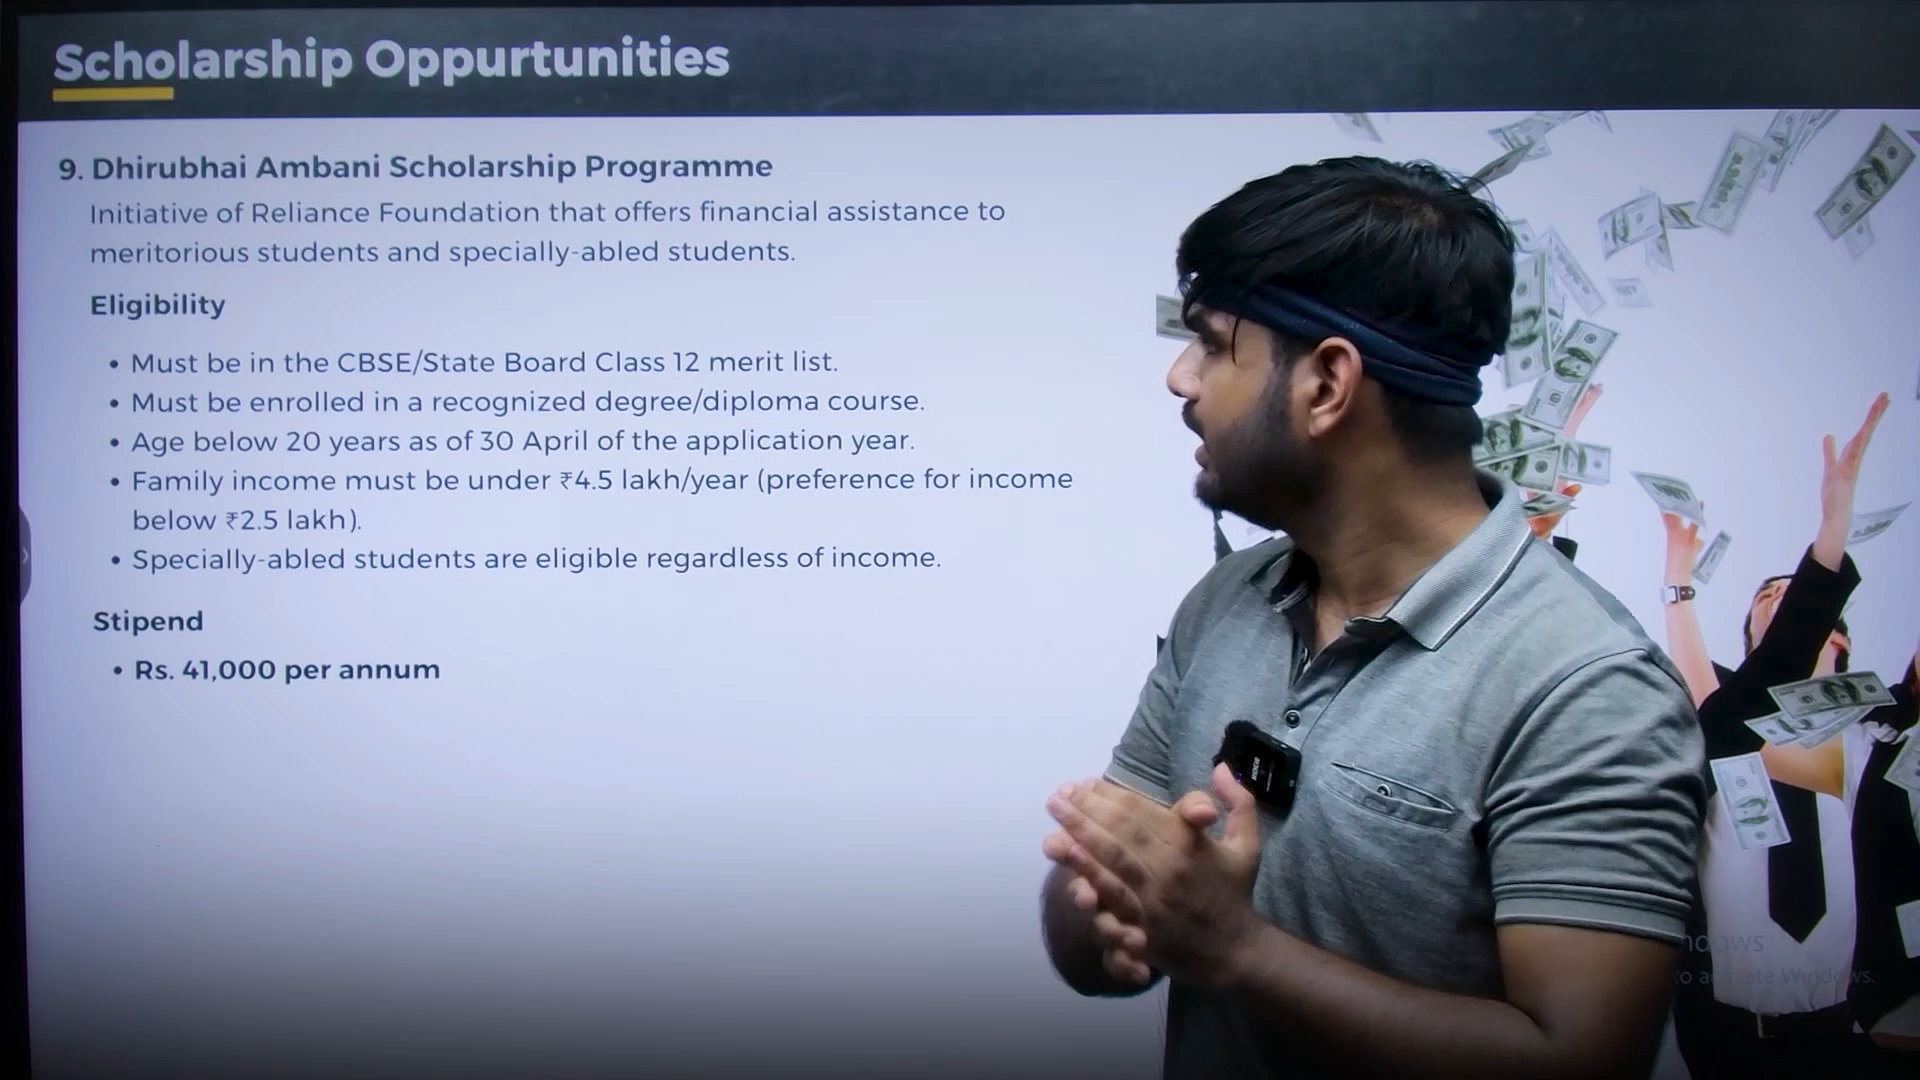 Scholarship Oppurtunities
9. Dhirubhai Ambani Scholarship Programme
Initiative of Reliance Foundation that offers financial assistance to
meritorious students and specially-abled students.
Eligibility
• Must be in the CBSE/State Board Class 12 merit list.
• Must be enrolled in a recognized degree/diploma course.
• Age below 20 years as of 30 April of the application year.
• Family income must be under ₹4.5 lakh/year (preference for income
below ₹2.5 lakh).
• Specially-abled students are eligible regardless of income.
Stipend
• Rs. 41,000 per annum
Windows.